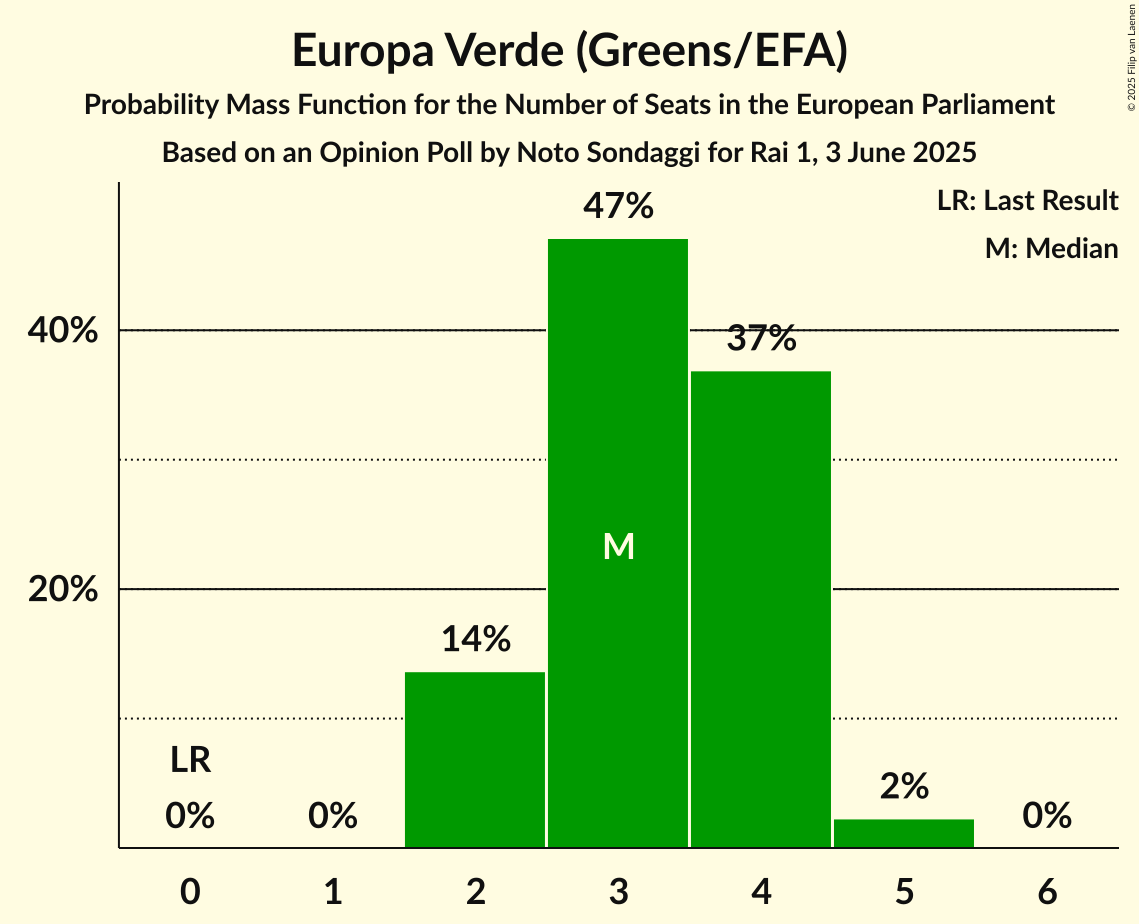 Europa Verde (Greens/EFA)
Probability Mass Function for the Number of Seats in the European Parliament
Based on an Opinion Poll by Noto Sondaggi for Rai 1, 3 June 2025
© 2025 Filip van Laenen
LR: Last Result
M: Median
47%
40%
37%
M
20%
14%
LR
0%
0%
2%
0%
0
1
2
3
4
5
6